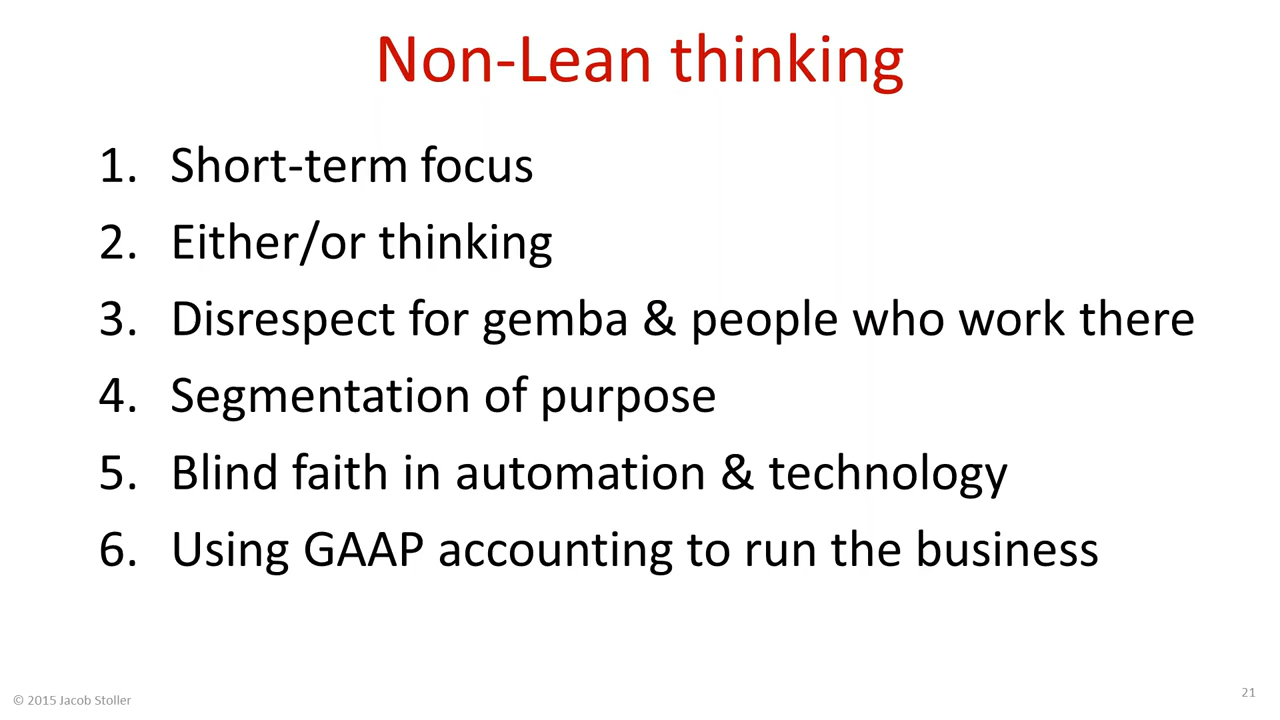 Non-Lean thinking
1. Short-term focus
2. Either/or thinking
3. Disrespect for gemba & people who work there
4. Segmentation of purpose
5. Blind faith in automation & technology
6. Using GAAP accounting to run the business
© 2015 Jacob Stoller
21